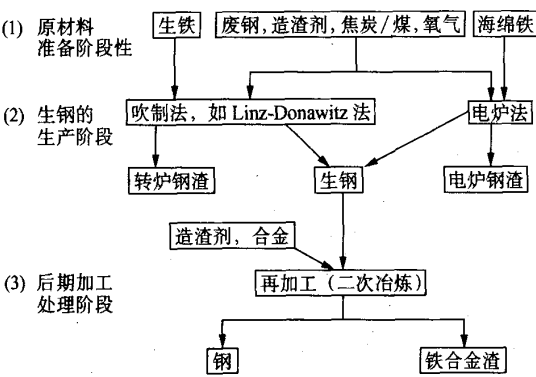 (1) 原材料 准备阶段性
生铁
废钢,造渣剂,焦炭/煤,氧气
海绵铁
(2) 生钢的 生产阶段
吹制法，如 Linz-Donawitz 法
电炉法
转炉钢渣
生钢
电炉钢渣
造渣剂，合金
(3) 后期加工 处理阶段
再加工（二次冶炼）
钢
铁合金渣